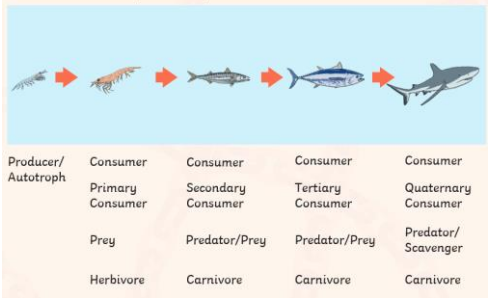 Producer/
Autotroph
Consumer
Consumer
Consumer
Consumer
Primary
Consumer
Secondary
Consumer
Tertiary
Consumer
Quaternary
Consumer
Prey
Predator/Prey
Predator/Prey
Predator/
Scavenger
Herbivore
Carnivore
Carnivore
Carnivore